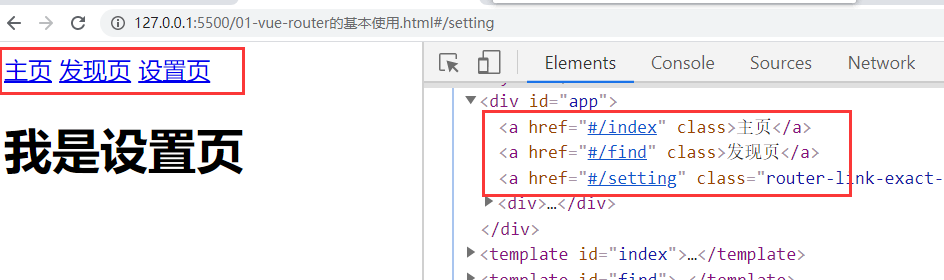 127.0.0.1:5500/01-vue-router的基本使用.html#/setting
主页 发现页 设置页
我是设置页
Elements Console Sources Network
<div id="app">
<a href="#/index" class>主页</a>
<a href="#/find" class>发现页</a>
<a href="#/setting" class="router-link-exact-
<div>…</div>
</div>
<template id="index">…</template>
<template id="find">…</template>